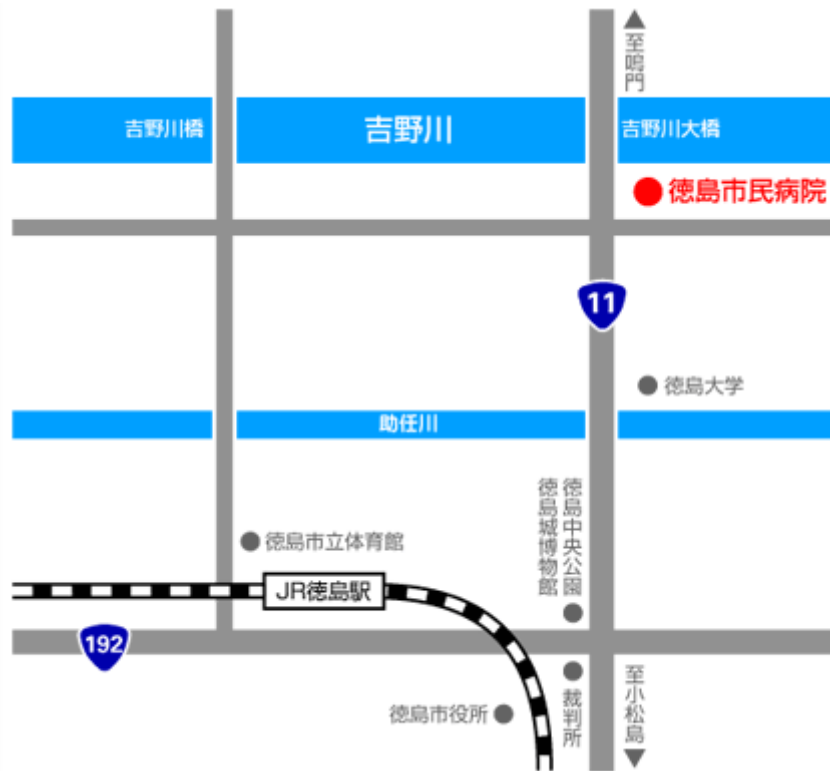 至鳴門
吉野川橋
吉野川
吉野川大橋
徳島市民病院
11
徳島大学
助任川
徳島中央公園
徳島城博物館
徳島市立体育館
JR徳島駅
192
至小松島
裁判所
徳島市役所